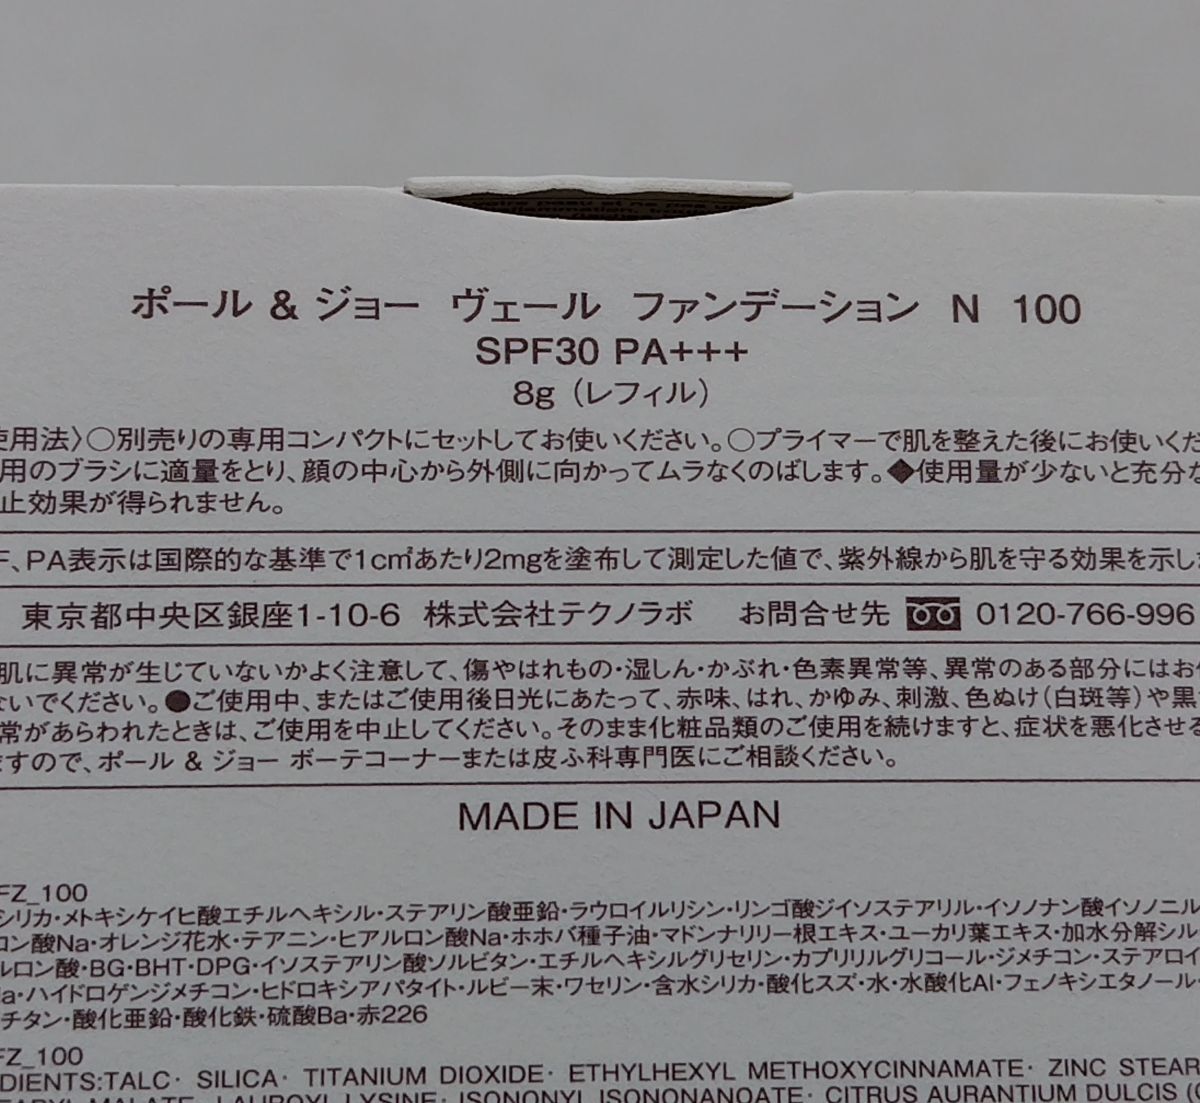 ポール & ジョー ヴェール ファンデーション N 100
SPF30 PA+++
8g (レフィル)
使用法〉○別売りの専用コンパクトにセットしてお使いください。○プライマーで肌を整えた後にお使いくだ
用のブラシに適量をとり、顔の中心から外側に向かってムラなくのばします。◆使用量が少ないと充分な
止効果が得られません。
F、PA表示は国際的な基準で1c㎡あたり2mgを塗布して測定した値で、紫外線から肌を守る効果を示し
東京都中央区銀座1-10-6 株式会社テクノラボ お問合せ先 0120-766-996
肌に異常が生じていないかよく注意して、傷やはれもの・湿しん・かぶれ・色素異常等、異常のある部分にはお
ないでください。●ご使用中、またはご使用後日光にあたって、赤味、はれ、かゆみ、刺激、色ぬけ(白斑等)や黒
常があらわれたときは、ご使用を中止してください。そのまま化粧品類のご使用を続けますと、症状を悪化させる
ますので、ポール & ジョー ボーテコーナーまたは皮ふ科専門医にご相談ください。
MADE IN JAPAN
FZ_100
シリカ・メトキシケイヒ酸エチルヘキシル・ステアリン酸亜鉛・ラウロイルリシン・リンゴ酸ジイソステアリル・イソノナン酸イソノニル
ロン酸Na・オレンジ花水・テアニン・ヒアルロン酸Na・ホホバ種子油・マドンナリリー根エキス・ユーカリ葉エキス・加水分解シル
ルロン酸・BG・BHT・DPG・イソステアリン酸ソルビタン・エチルヘキシルグリセリン・カプリリルグリコール・ジメチコン・ステアロイ
a・ハイドロゲンジメチコン・ヒドロキシアパタイト・ルビー末・ワセリン・含水シリカ・酸化スズ・水・水酸化Al・フェノキシエタノール・
チタン・酸化亜鉛・酸化鉄・硫酸Ba・赤226
FZ_100
DIENTS:TALC・ SILICA・ TITANIUM DIOXIDE・ ETHYLHEXYL METHOXYCINNAMATE・ ZINC STEAR
EARYL MALATE・ LAUROYL LYSINE・ ISONONYL ISONONANOATE・ CITRUS AURANTIUM DULCIS (